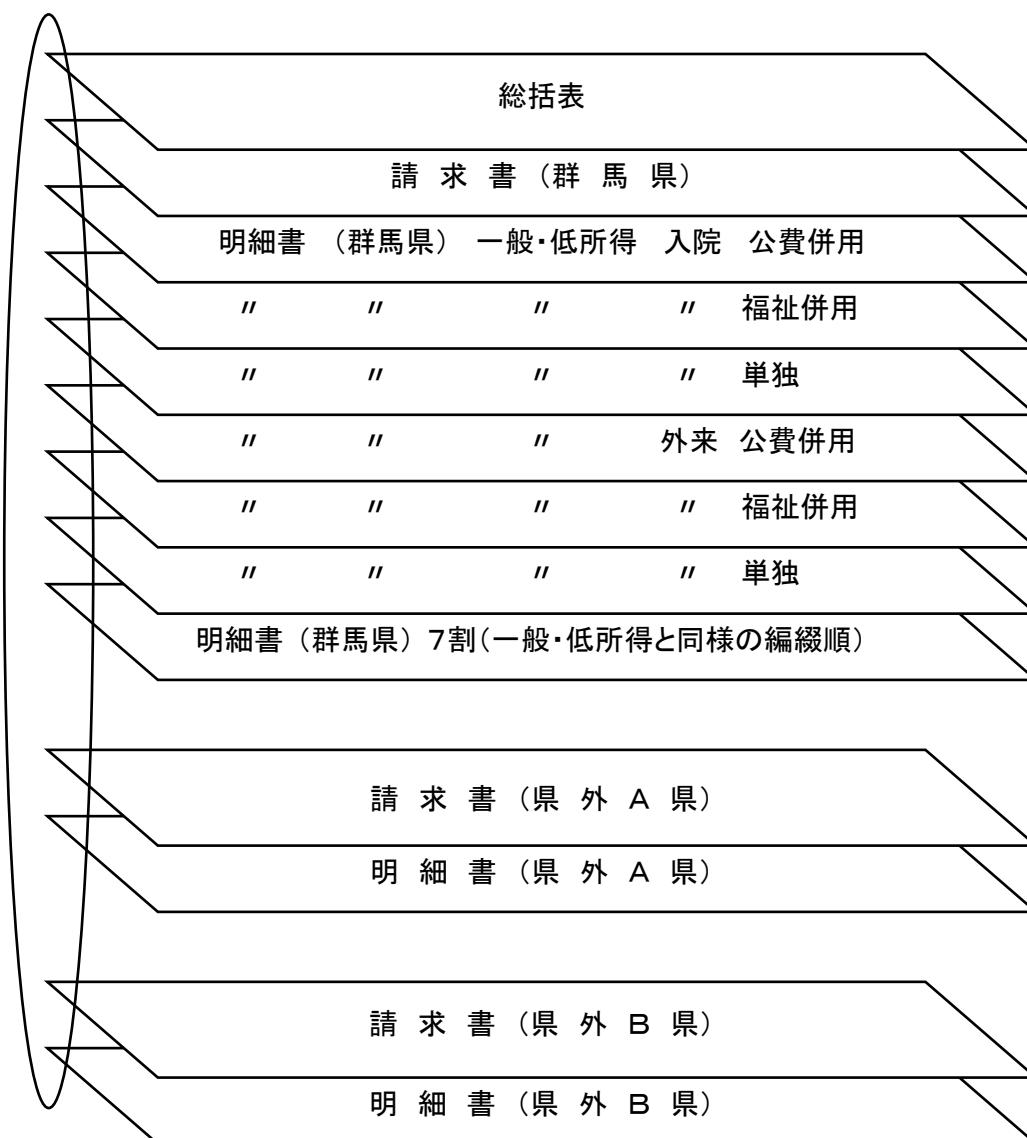 総括表
請 求 書 （群 馬 県）
明細書 （群馬県） 一般・低所得 入院 公費併用
〃 〃 〃 〃 福祉併用
〃 〃 〃 〃 単独
〃 〃 〃 外来 公費併用
〃 〃 〃 〃 福祉併用
〃 〃 〃 〃 単独
明細書（群馬県）７割（一般・低所得と同様の編綴順）
請 求 書 （県 外 Ａ 県）
明 細 書 （県 外 Ａ 県）
請 求 書 （県 外 Ｂ 県）
明 細 書 （県 外 Ｂ 県）